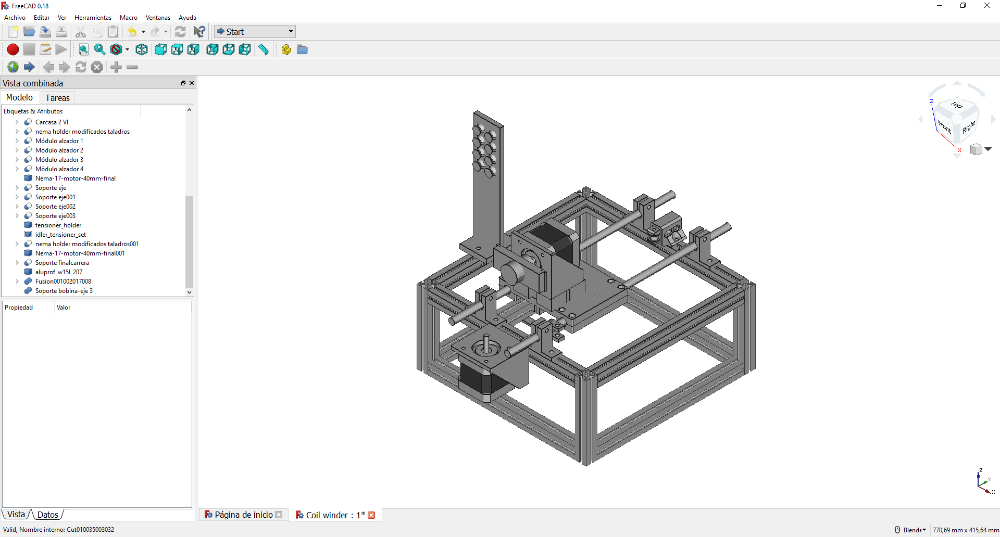 FreeCAD 0.18
Archivo Editar Ver Herramientas Macro Ventanas Ayuda
Start
Vista combinada
Modelo Tareas
Etiquetas & Atributos
Carcasa 2 VI
nema holder modificados taladros
Módulo alzador 1
Módulo alzador 2
Módulo alzador 3
Módulo alzador 4
Nema-17-motor-40mm-final
Soporte eje
Soporte eje001
Soporte eje002
Soporte eje003
tensioner_holder
idler_tensioner_set
nema holder modificados taladros001
Nema-17-motor-40mm-final001
Soporte finalcarrera
aluprof_w15l_207
Fusion001002017008
Soporte bobina-eje 3
Propiedad Valor
Vista Datos
Top
Front
Right
Z
X
Z
Y
X
Página de inicio
Coil winder : 1*
Valid, Nombre interno: Cut010035003032
Blende
770,69 mm x 415,64 mm